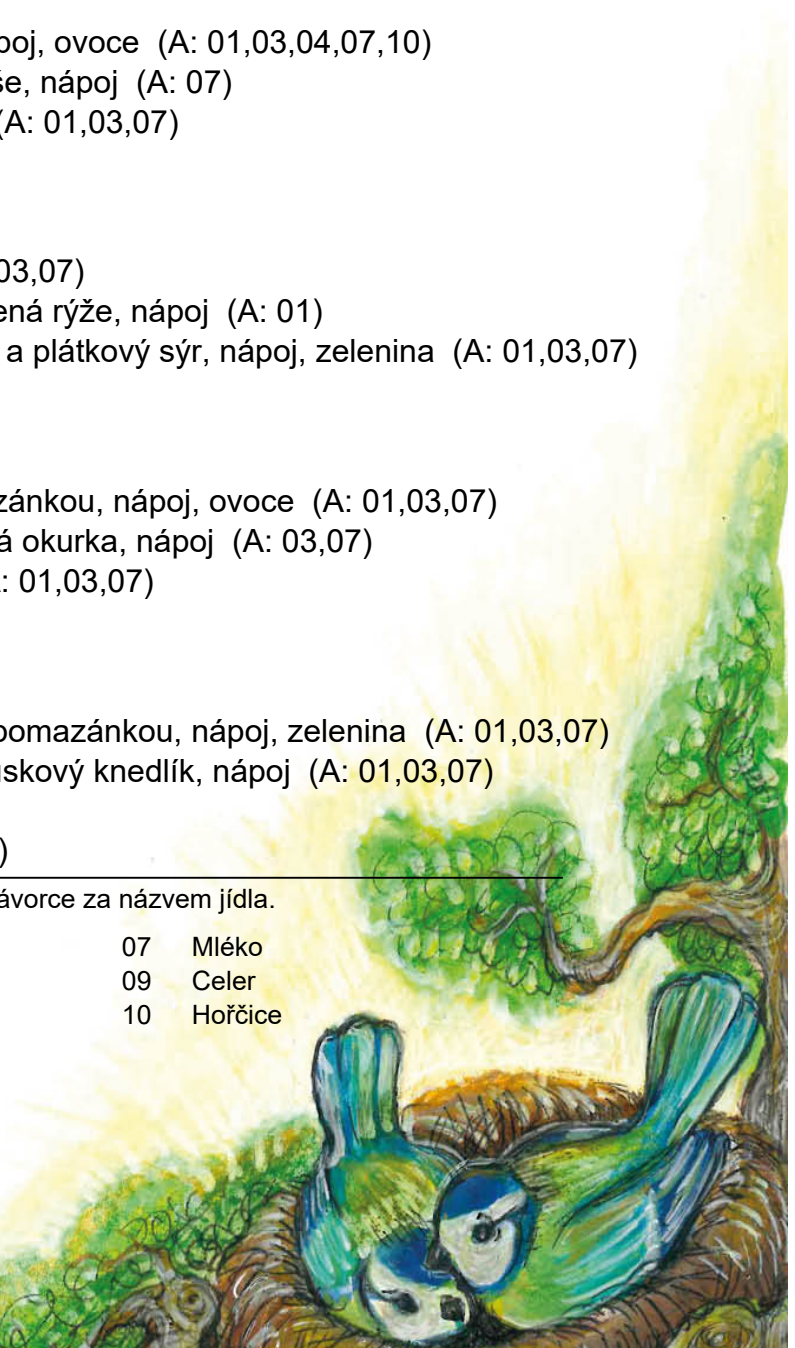 poj, ovoce (A: 01,03,04,07,10)
še, nápoj (A: 07)
(A: 01,03,07)
03,07)
ená rýže, nápoj (A: 01)
a plátkový sýr, nápoj, zelenina (A: 01,03,07)
zánkou, nápoj, ovoce (A: 01,03,07)
á okurka, nápoj (A: 03,07)
: 01,03,07)
pomazánkou, nápoj, zelenina (A: 01,03,07)
uskový knedlík, nápoj (A: 01,03,07)
)
ávorce za názvem jídla.
07 Mléko
09 Celer
10 Hořčice